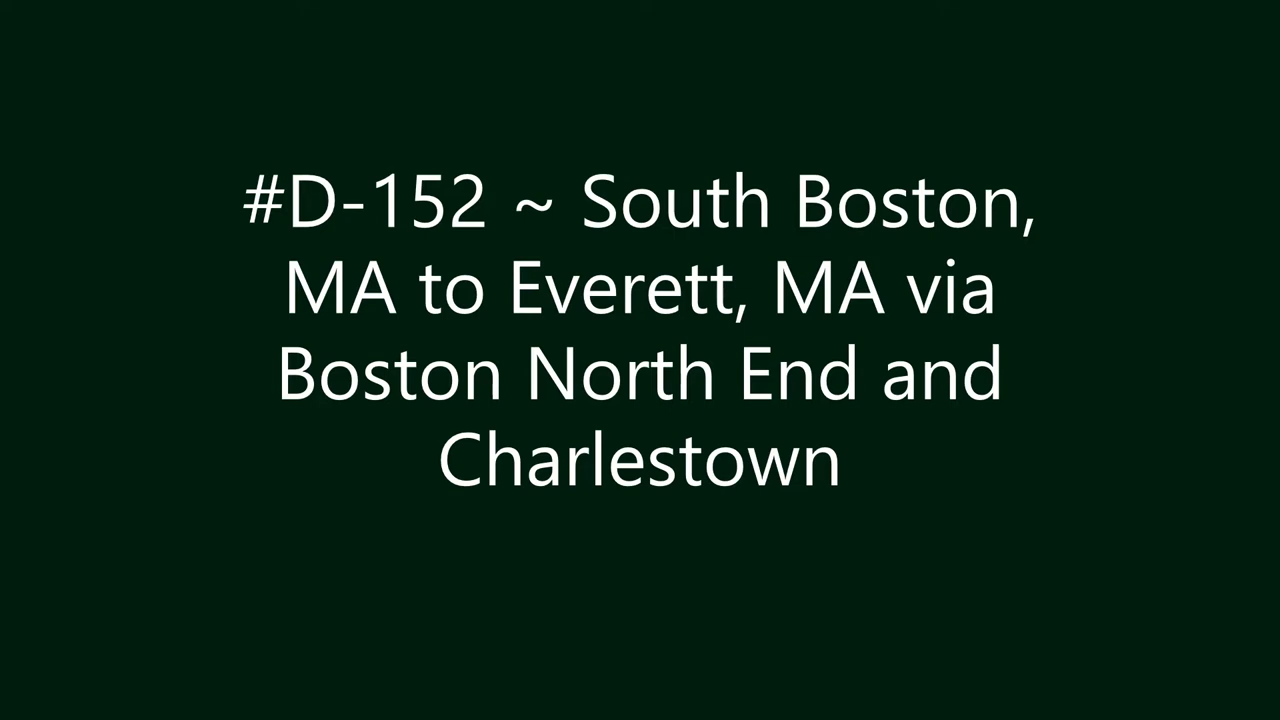 #D-152 ~ South Boston,
MA to Everett, MA via
Boston North End and
Charlestown